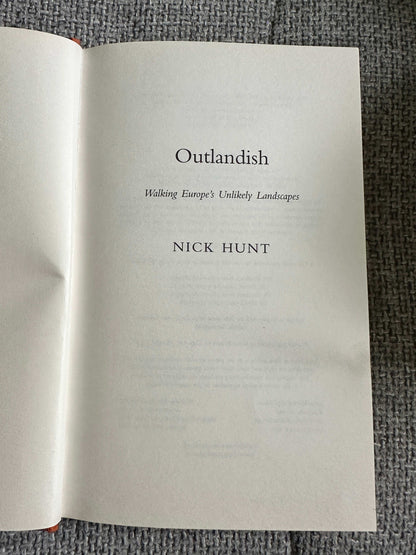 Outlandish
Walking Europe's Unlikely Landscapes
NICK HUNT